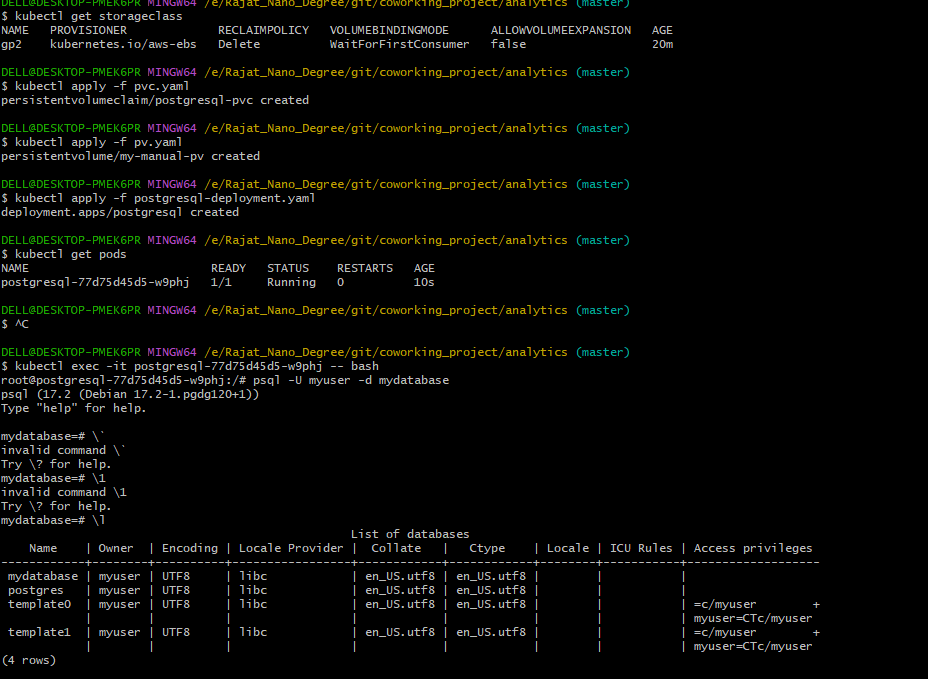 DELL@DESKTOP-PMEK6PR MINGW64 /e/Rajat_Nano_Degree/git/coworking_project/analytics (master)
$ kubectl get storageclass
NAME   PROVISIONER             RECLAIMPOLICY   VOLUMEBINDINGMODE      ALLOWVOLUMEEXPANSION   AGE
gp2    kubernetes.io/aws-ebs   Delete          WaitForFirstConsumer   false                  20m
DELL@DESKTOP-PMEK6PR MINGW64 /e/Rajat_Nano_Degree/git/coworking_project/analytics (master)
$ kubectl apply -f pvc.yaml
persistentvolumeclaim/postgresql-pvc created
DELL@DESKTOP-PMEK6PR MINGW64 /e/Rajat_Nano_Degree/git/coworking_project/analytics (master)
$ kubectl apply -f pv.yaml
persistentvolume/my-manual-pv created
DELL@DESKTOP-PMEK6PR MINGW64 /e/Rajat_Nano_Degree/git/coworking_project/analytics (master)
$ kubectl apply -f postgresql-deployment.yaml
deployment.apps/postgresql created
DELL@DESKTOP-PMEK6PR MINGW64 /e/Rajat_Nano_Degree/git/coworking_project/analytics (master)
$ kubectl get pods
NAME                          READY   STATUS    RESTARTS   AGE
postgresql-77d75d45d5-w9phj   1/1     Running   0          10s
DELL@DESKTOP-PMEK6PR MINGW64 /e/Rajat_Nano_Degree/git/coworking_project/analytics (master)
$ ^C
DELL@DESKTOP-PMEK6PR MINGW64 /e/Rajat_Nano_Degree/git/coworking_project/analytics (master)
$ kubectl exec -it postgresql-77d75d45d5-w9phj -- bash
root@postgresql-77d75d45d5-w9phj:/# psql -U myuser -d mydatabase
psql (17.2 (Debian 17.2-1.pgdg120+1))
Type "help" for help.
mydatabase=# \`
invalid command \`
Try \? for help.
mydatabase=# \1
invalid command \1
Try \? for help.
mydatabase=# \l
                                                  List of databases
    Name    | Owner  | Encoding | Locale Provider |  Collate   |   Ctype    | Locale | ICU Rules | Access privileges
------------+--------+----------+-----------------+------------+------------+--------+-----------+-------------------
 mydatabase | myuser | UTF8     | libc            | en_US.utf8 | en_US.utf8 |        |           |
 postgres   | myuser | UTF8     | libc            | en_US.utf8 | en_US.utf8 |        |           |
 template0  | myuser | UTF8     | libc            | en_US.utf8 | en_US.utf8 |        |           | =c/myuser        +
            |        |          |                 |            |            |        |           | myuser=CTc/myuser
 template1  | myuser | UTF8     | libc            | en_US.utf8 | en_US.utf8 |        |           | =c/myuser        +
            |        |          |                 |            |            |        |           | myuser=CTc/myuser
(4 rows)